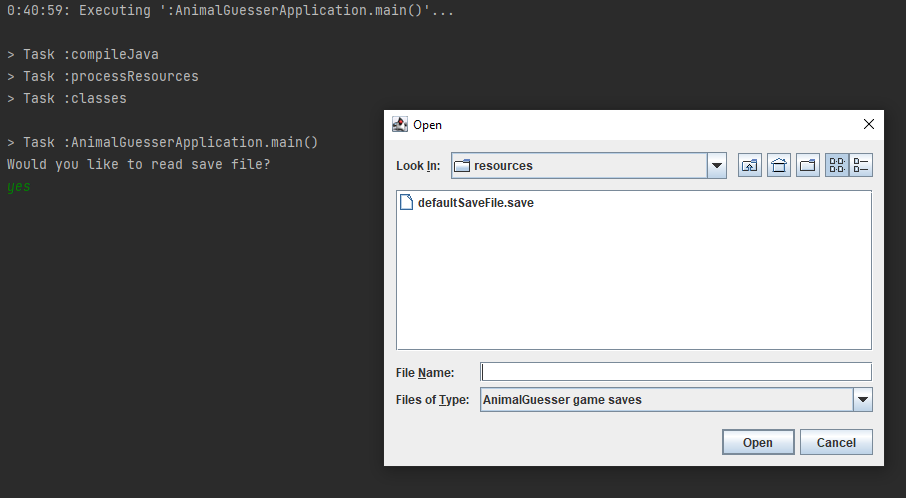 0:40:59: Executing ':AnimalGuesserApplication.main()'...
> Task :compileJava
> Task :processResources
> Task :classes
> Task :AnimalGuesserApplication.main()
Would you like to read save file?
yes
Open
Look In: resources
defaultSaveFile.save
File Name:
Files of Type: AnimalGuesser game saves
Open Cancel